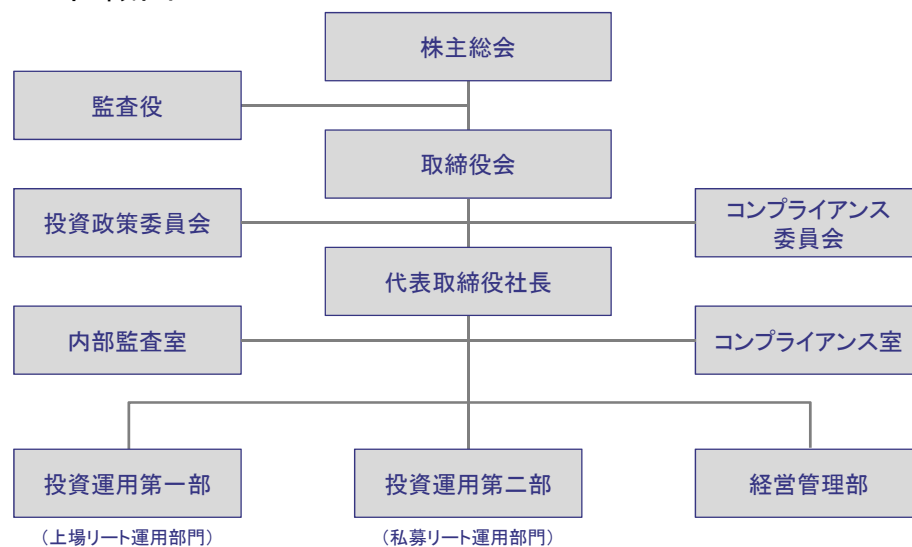 株主総会
監査役
取締役会
投資政策委員会
コンプライアンス
委員会
代表取締役社長
内部監査室
コンプライアンス室
投資運用第一部
投資運用第二部
経営管理部
(上場リート運用部門)
(私募リート運用部門)